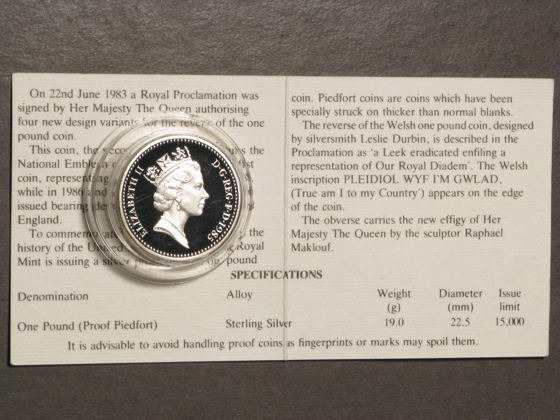 On 22nd June 1983 a Royal Proclamation was
signed by Her Majesty The Queen authorising
four new design variants for the reverse of the one
pound coin.
This coin, the seco the
National Emble
coin, represent
while in 1986 and
issued bearing
England.
To commemo the
history of the Royal
Mint is issuing a silver pound
coin. Piedfort coins are coins which have been
specially struck on thicker than normal blanks.
The reverse of the Welsh one pound coin, designed
by silversmith Leslie Durbin, is described in the
Proclamation as 'a Leek eradicated enfiling a
representation of Our Royal Diadem'. The Welsh
inscription PLEIDIOL WYF I'M GWLAD,
(True am I to my Country') appears on the edge
of the coin.
The obverse carries the new effigy of Her
Majesty The Queen by the sculptor Raphael
Maklouf.
ELIZABETH II D·G·REG·F·D·1985
SPECIFICATIONS
Denomination Alloy Weight Diameter Issue
(g) (mm) limit
One Pound (Proof Piedfort) Sterling Silver 19.0 22.5 15,000
It is advisable to avoid handling proof coins as fingerprints or marks may spoil them.